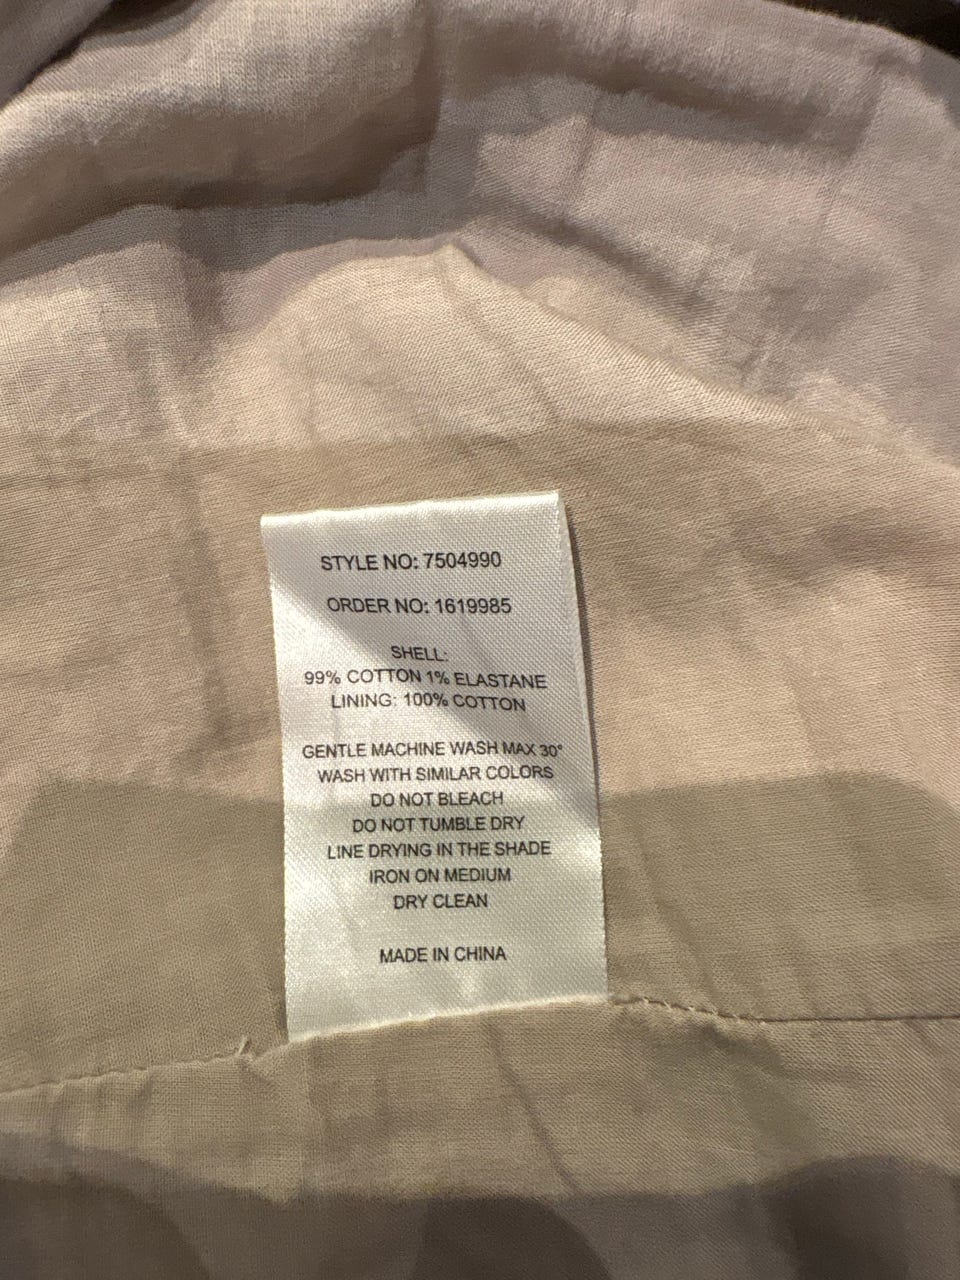 STYLE NO: 7504990
ORDER NO: 1619985
SHELL:
99% COTTON 1% ELASTANE
LINING: 100% COTTON
GENTLE MACHINE WASH MAX 30°
WASH WITH SIMILAR COLORS
DO NOT BLEACH
DO NOT TUMBLE DRY
LINE DRYING IN THE SHADE
IRON ON MEDIUM
DRY CLEAN
MADE IN CHINA